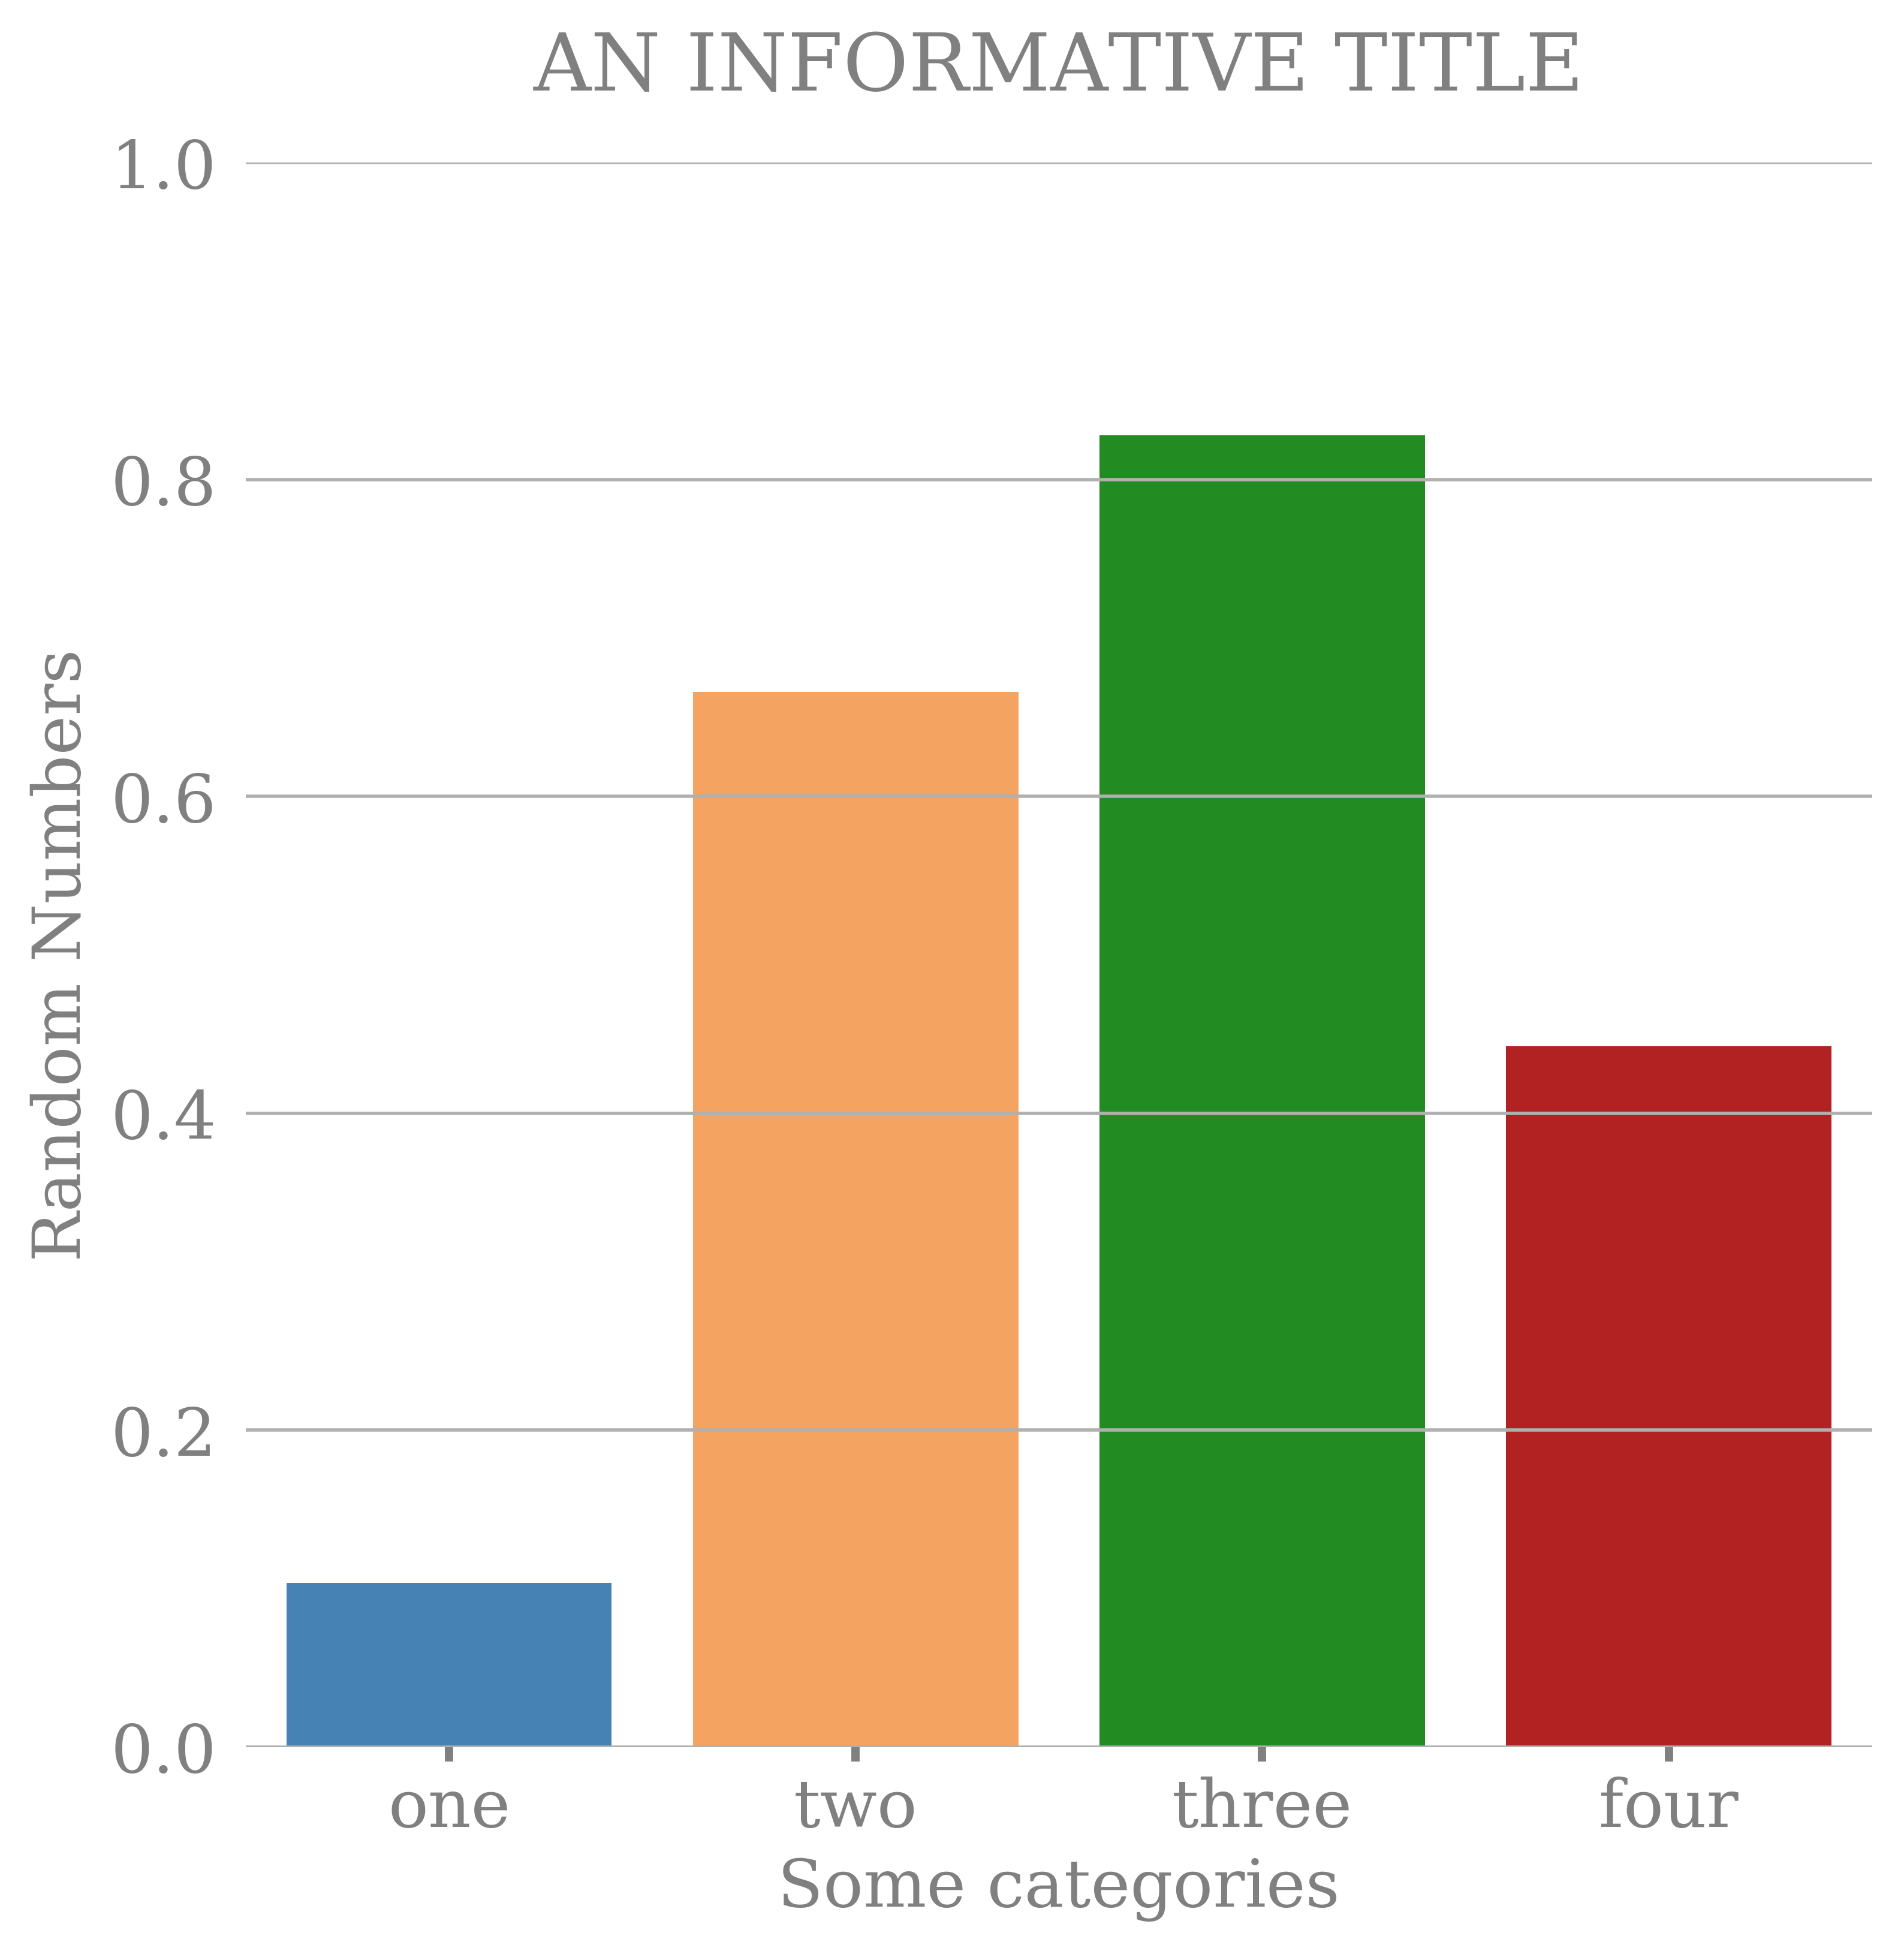 AN INFORMATIVE TITLE
1.0
0.8
0.6
0.4
0.2
0.0
Random Numbers
one two three four
Some categories